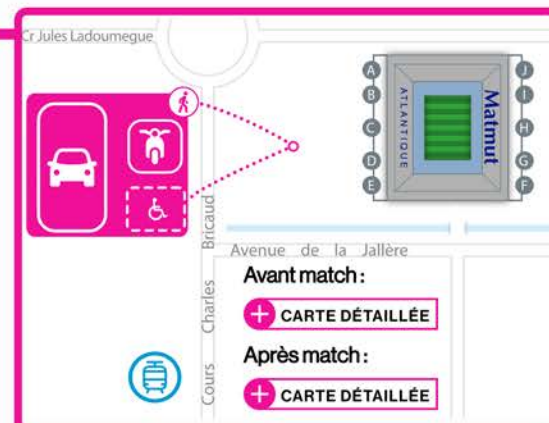 Cr Jules Ladoumegue
A
B
C
D
E
ATLANTIQUE
Matmut
J
I
H
G
F
Cours Charles Bricaud
Avenue de la Jallère
Avant match :
+ CARTE DÉTAILLÉE
Après match :
+ CARTE DÉTAILLÉE